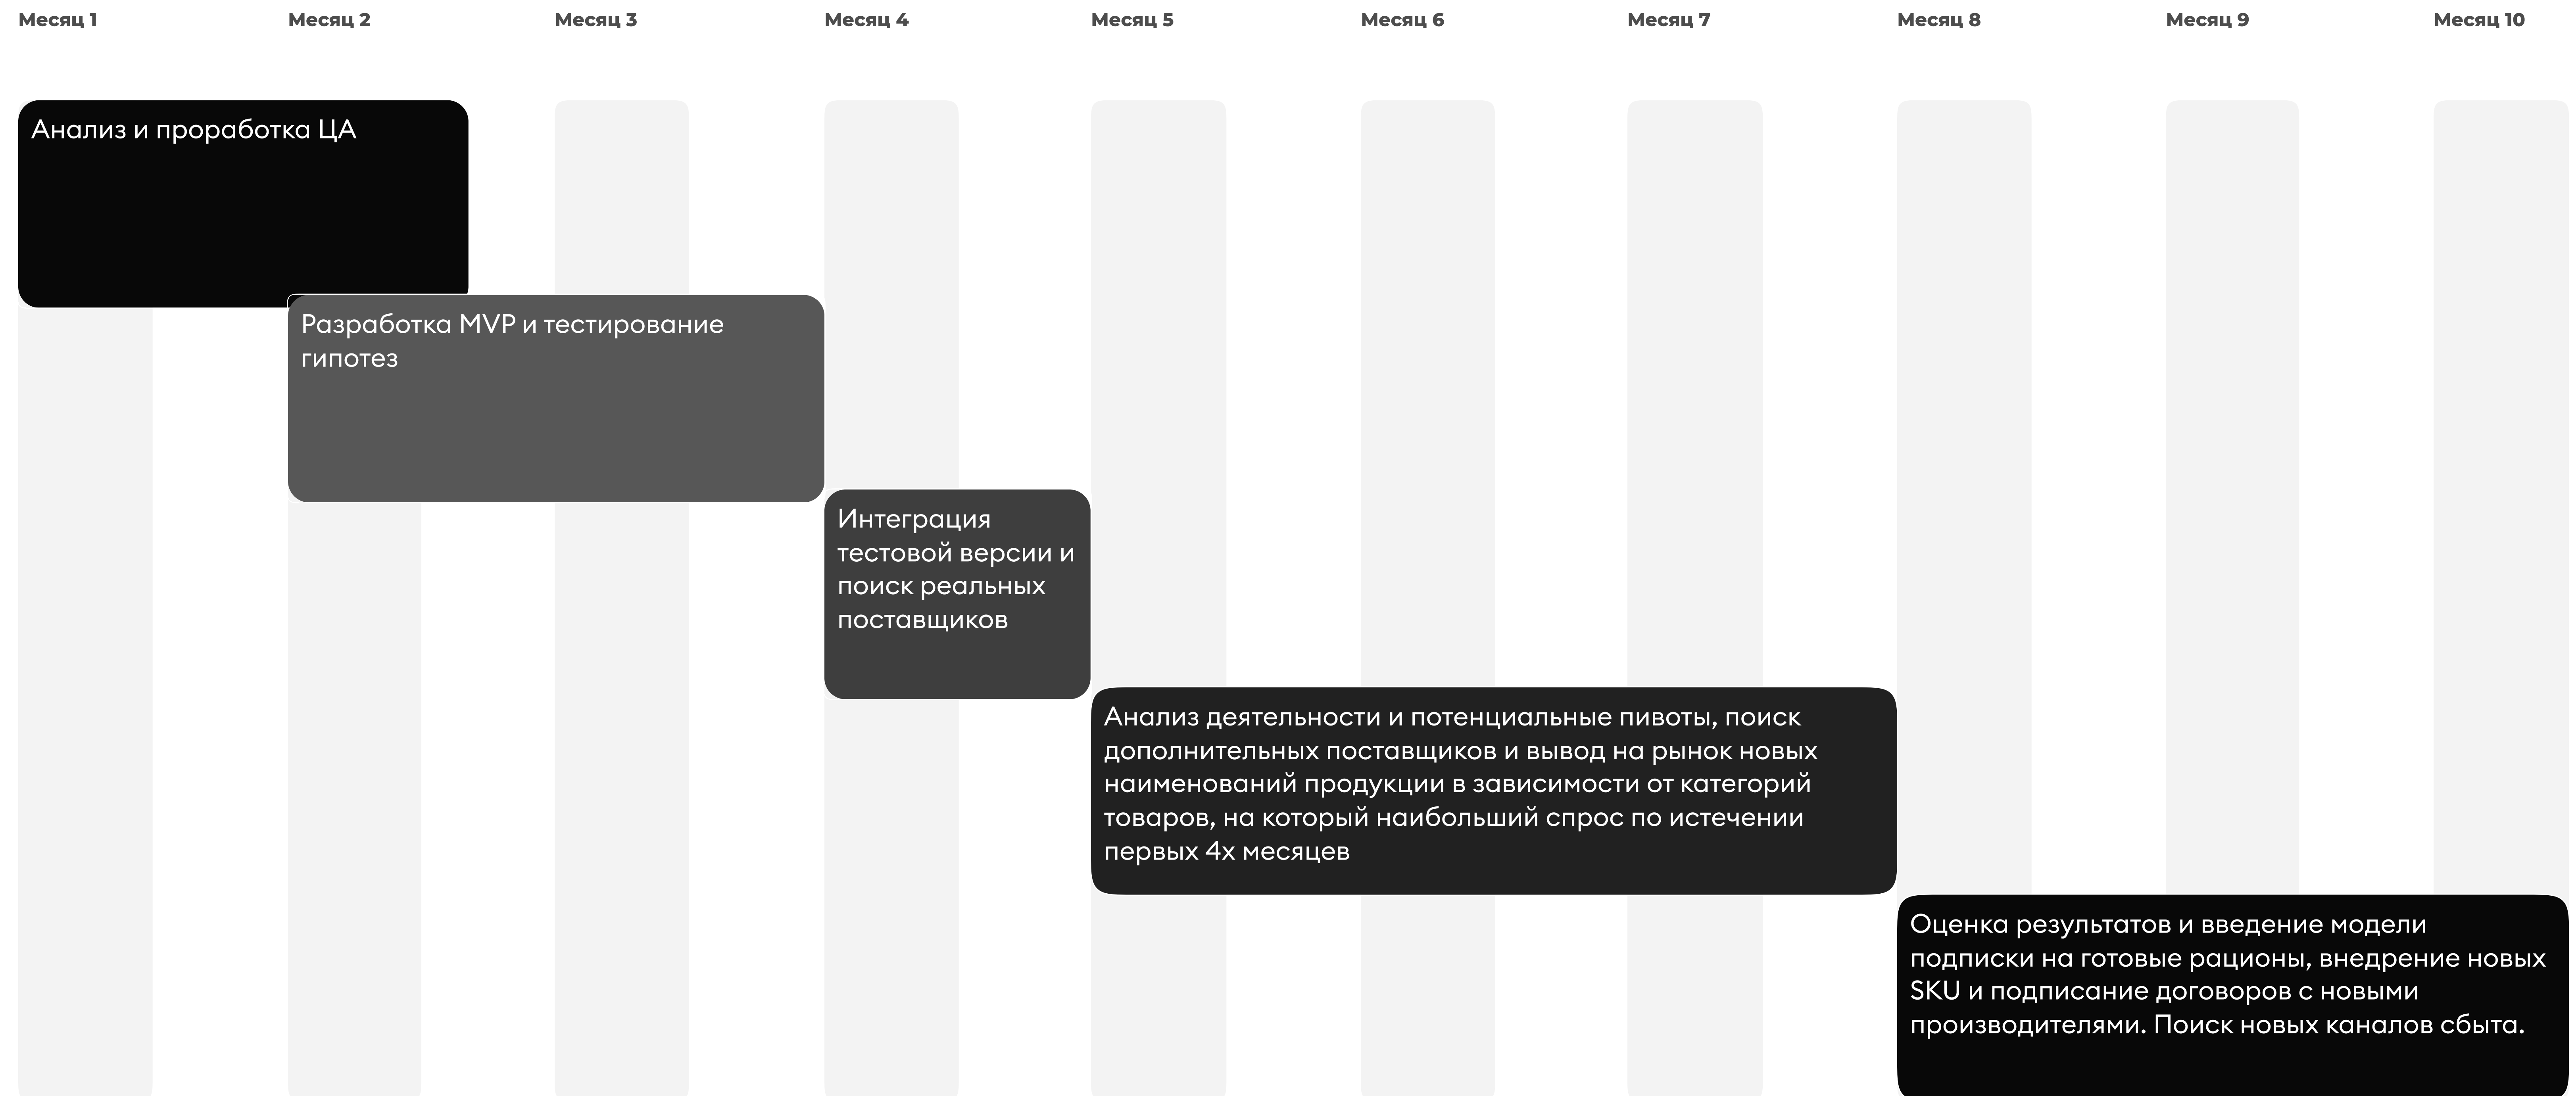 Месяц 1
Месяц 2
Месяц 3
Месяц 4
Месяц 5
Месяц 6
Месяц 7
Месяц 8
Месяц 9
Месяц 10
Анализ и проработка ЦА
Разработка MVP и тестирование
гипотез
Интеграция
тестовой версии и
поиск реальных
поставщиков
Анализ деятельности и потенциальные пивоты, поиск
дополнительных поставщиков и вывод на рынок новых
наименований продукции в зависимости от категорий
товаров, на который наибольший спрос по истечении
первых 4х месяцев
Оценка результатов и введение модели
подписки на готовые рационы, внедрение новых
SKU и подписание договоров с новыми
производителями. Поиск новых каналов сбыта.